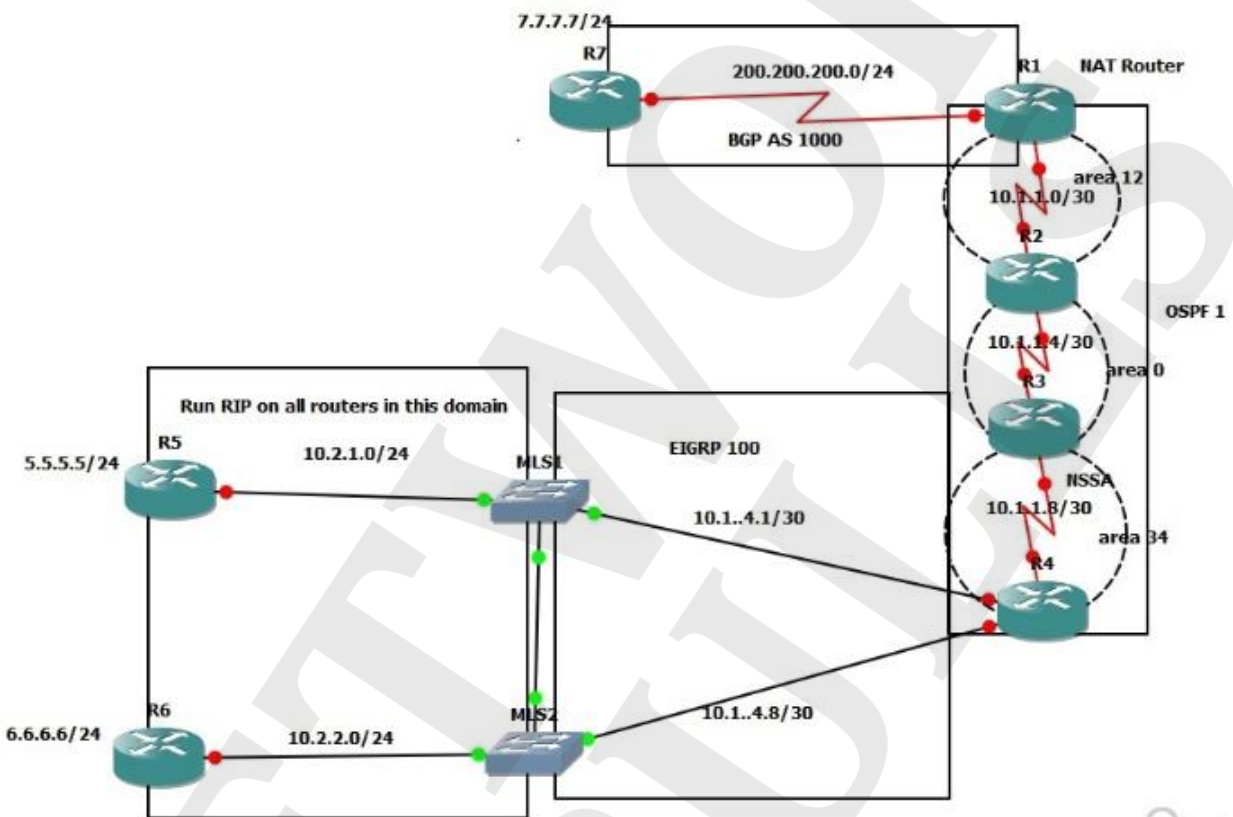 7.7.7.7/24
R7
200.200.200.0/24
R1
NAT Router
BGP AS 1000
area 12
10.1.1.0/30
R2
OSPF 1
10.1.1.4/30
area 0
R3
Run RIP on all routers in this domain
R5
5.5.5.5/24
10.2.1.0/24
MLS1
EIGRP 100
NSSA
10.1.1.8/30
10.1..4.1/30
area 34
R4
R6
6.6.6.6/24
10.2.2.0/24
MLS2
10.1..4.8/30